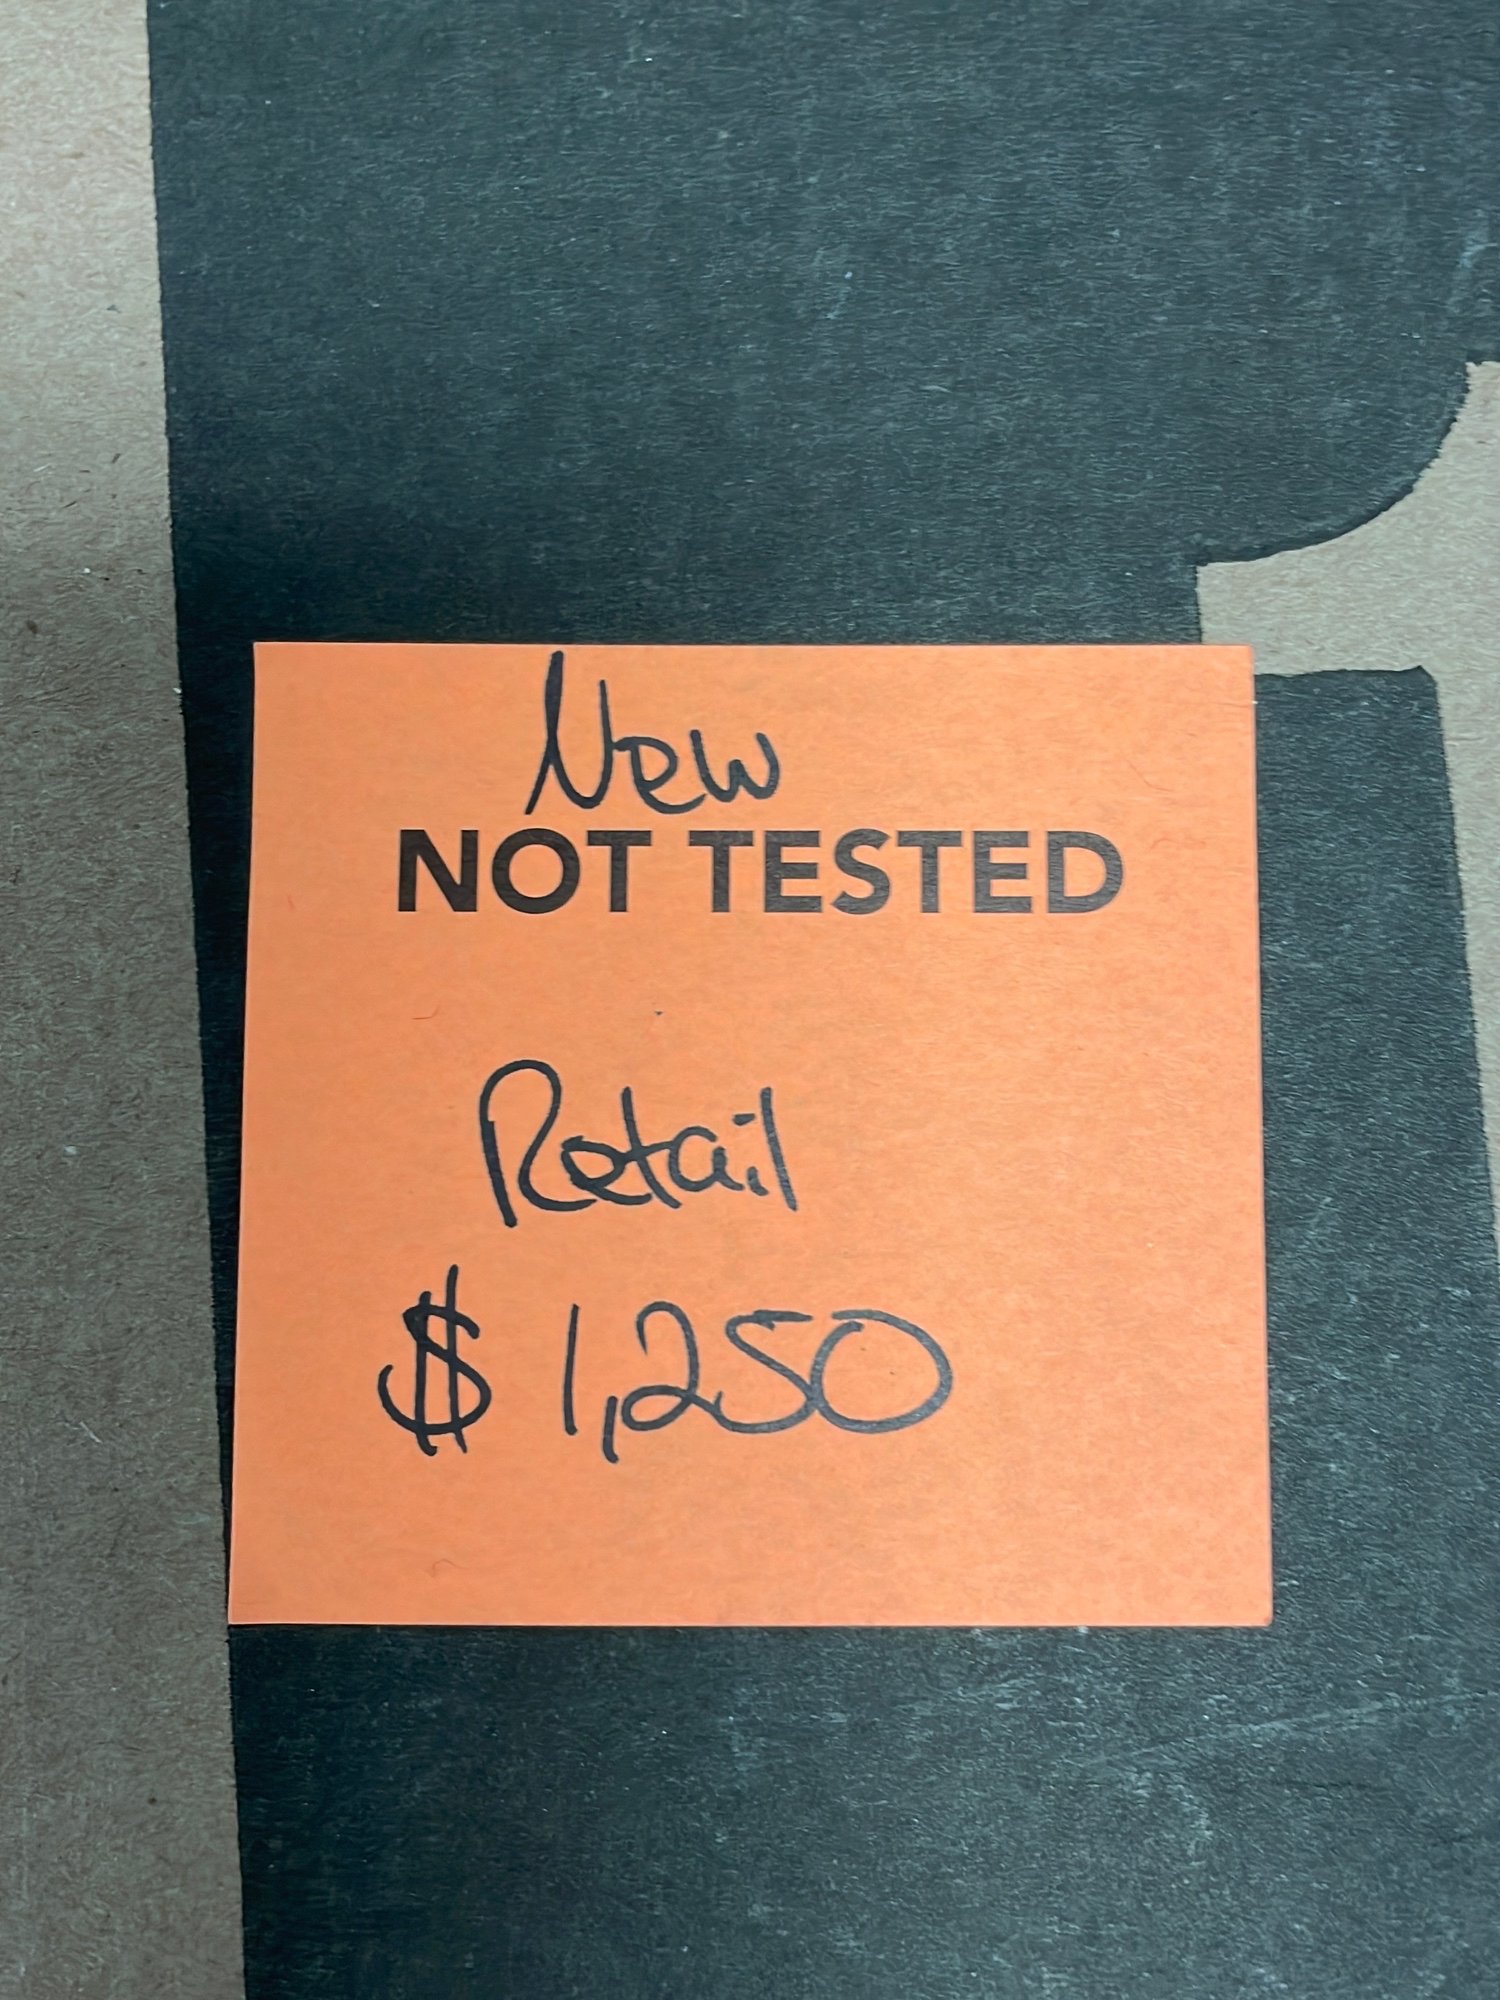 New
NOT TESTED
Retail
$ 1,250